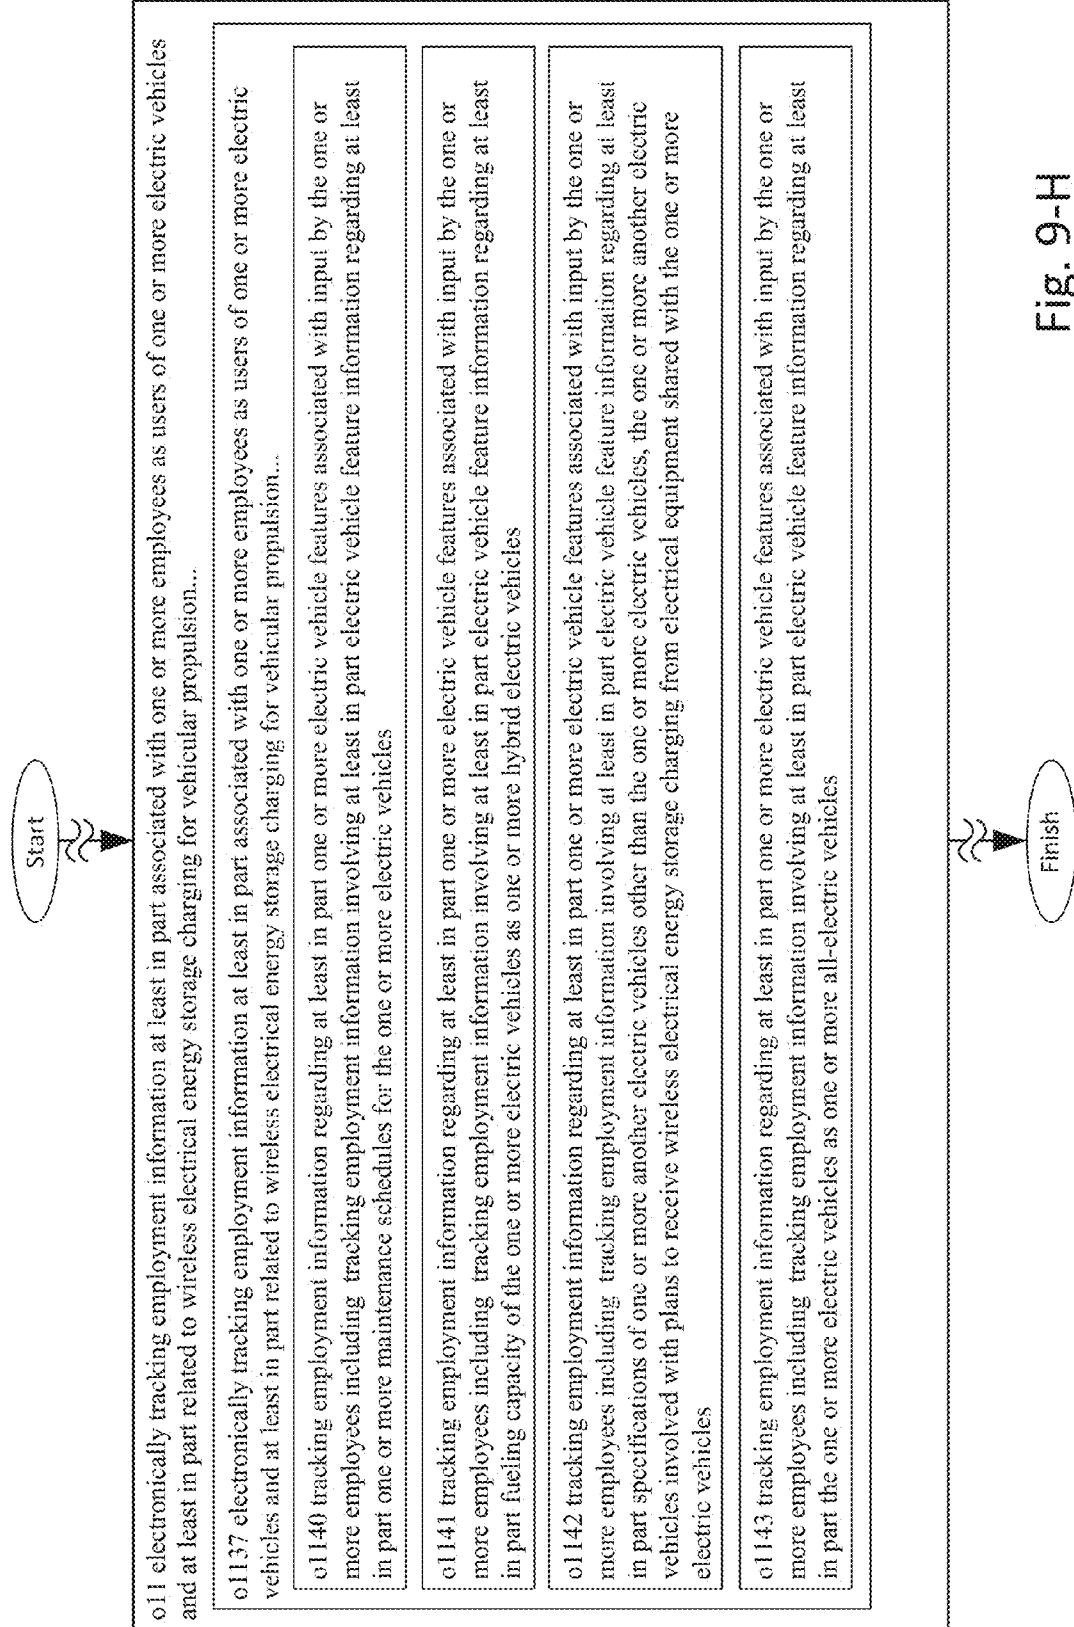 Start
o11 electronically tracking employment information at least in part associated with one or more employees as users of one or more electric vehicles
and at least in part related to wireless electrical energy storage charging for vehicular propulsion...
o1137 electronically tracking employment information at least in part associated with one or more employees as users of one or more electric
vehicles and at least in part related to wireless electrical energy storage charging for vehicular propulsion...
o1140 tracking employment information regarding at least in part one or more electric vehicle features associated with input by the one or
more employees including tracking employment information involving at least in part electric vehicle feature information regarding at least
in part one or more maintenance schedules for the one or more electric vehicles
o1141 tracking employment information regarding at least in part one or more electric vehicle features associated with input by the one or
more employees including tracking employment information involving at least in part electric vehicle feature information regarding at least
in part fueling capacity of the one or more electric vehicles as one or more hybrid electric vehicles
o1142 tracking employment information regarding at least in part one or more electric vehicle features associated with input by the one or
more employees including tracking employment information involving at least in part electric vehicle feature information regarding at least
in part specifications of one or more another electric vehicles other than the one or more electric vehicles, the one or more another electric
vehicles involved with plans to receive wireless electrical energy storage charging from electrical equipment shared with the one or more
electric vehicles
o1143 tracking employment information regarding at least in part one or more electric vehicle features associated with input by the one or
more employees including tracking employment information involving at least in part electric vehicle feature information regarding at least
in part the one or more electric vehicles as one or more all-electric vehicles
Finish
Fig. 9-H